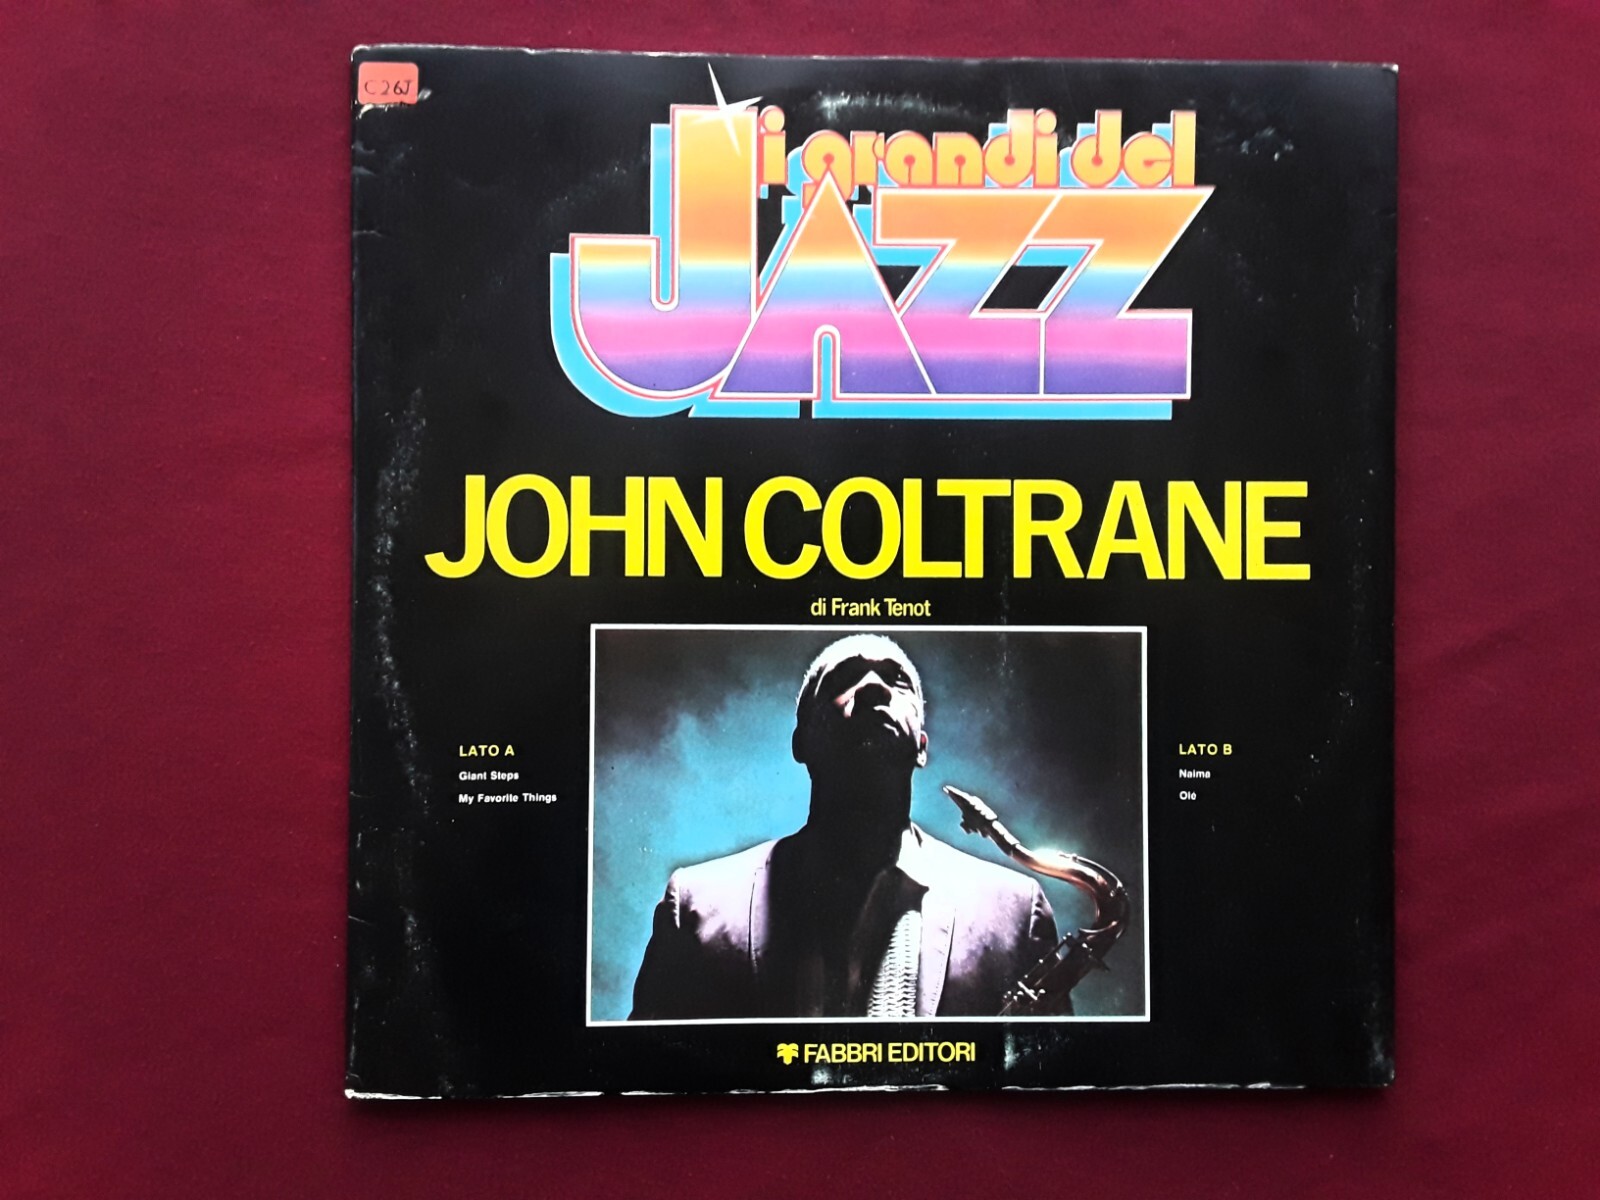 C26J
i grandi del
JAZZ
JOHN COLTRANE
di Frank Tenot
LATO A
Giant Steps
My Favorite Things
LATO B
Naima
Olé
FABBRI EDITORI